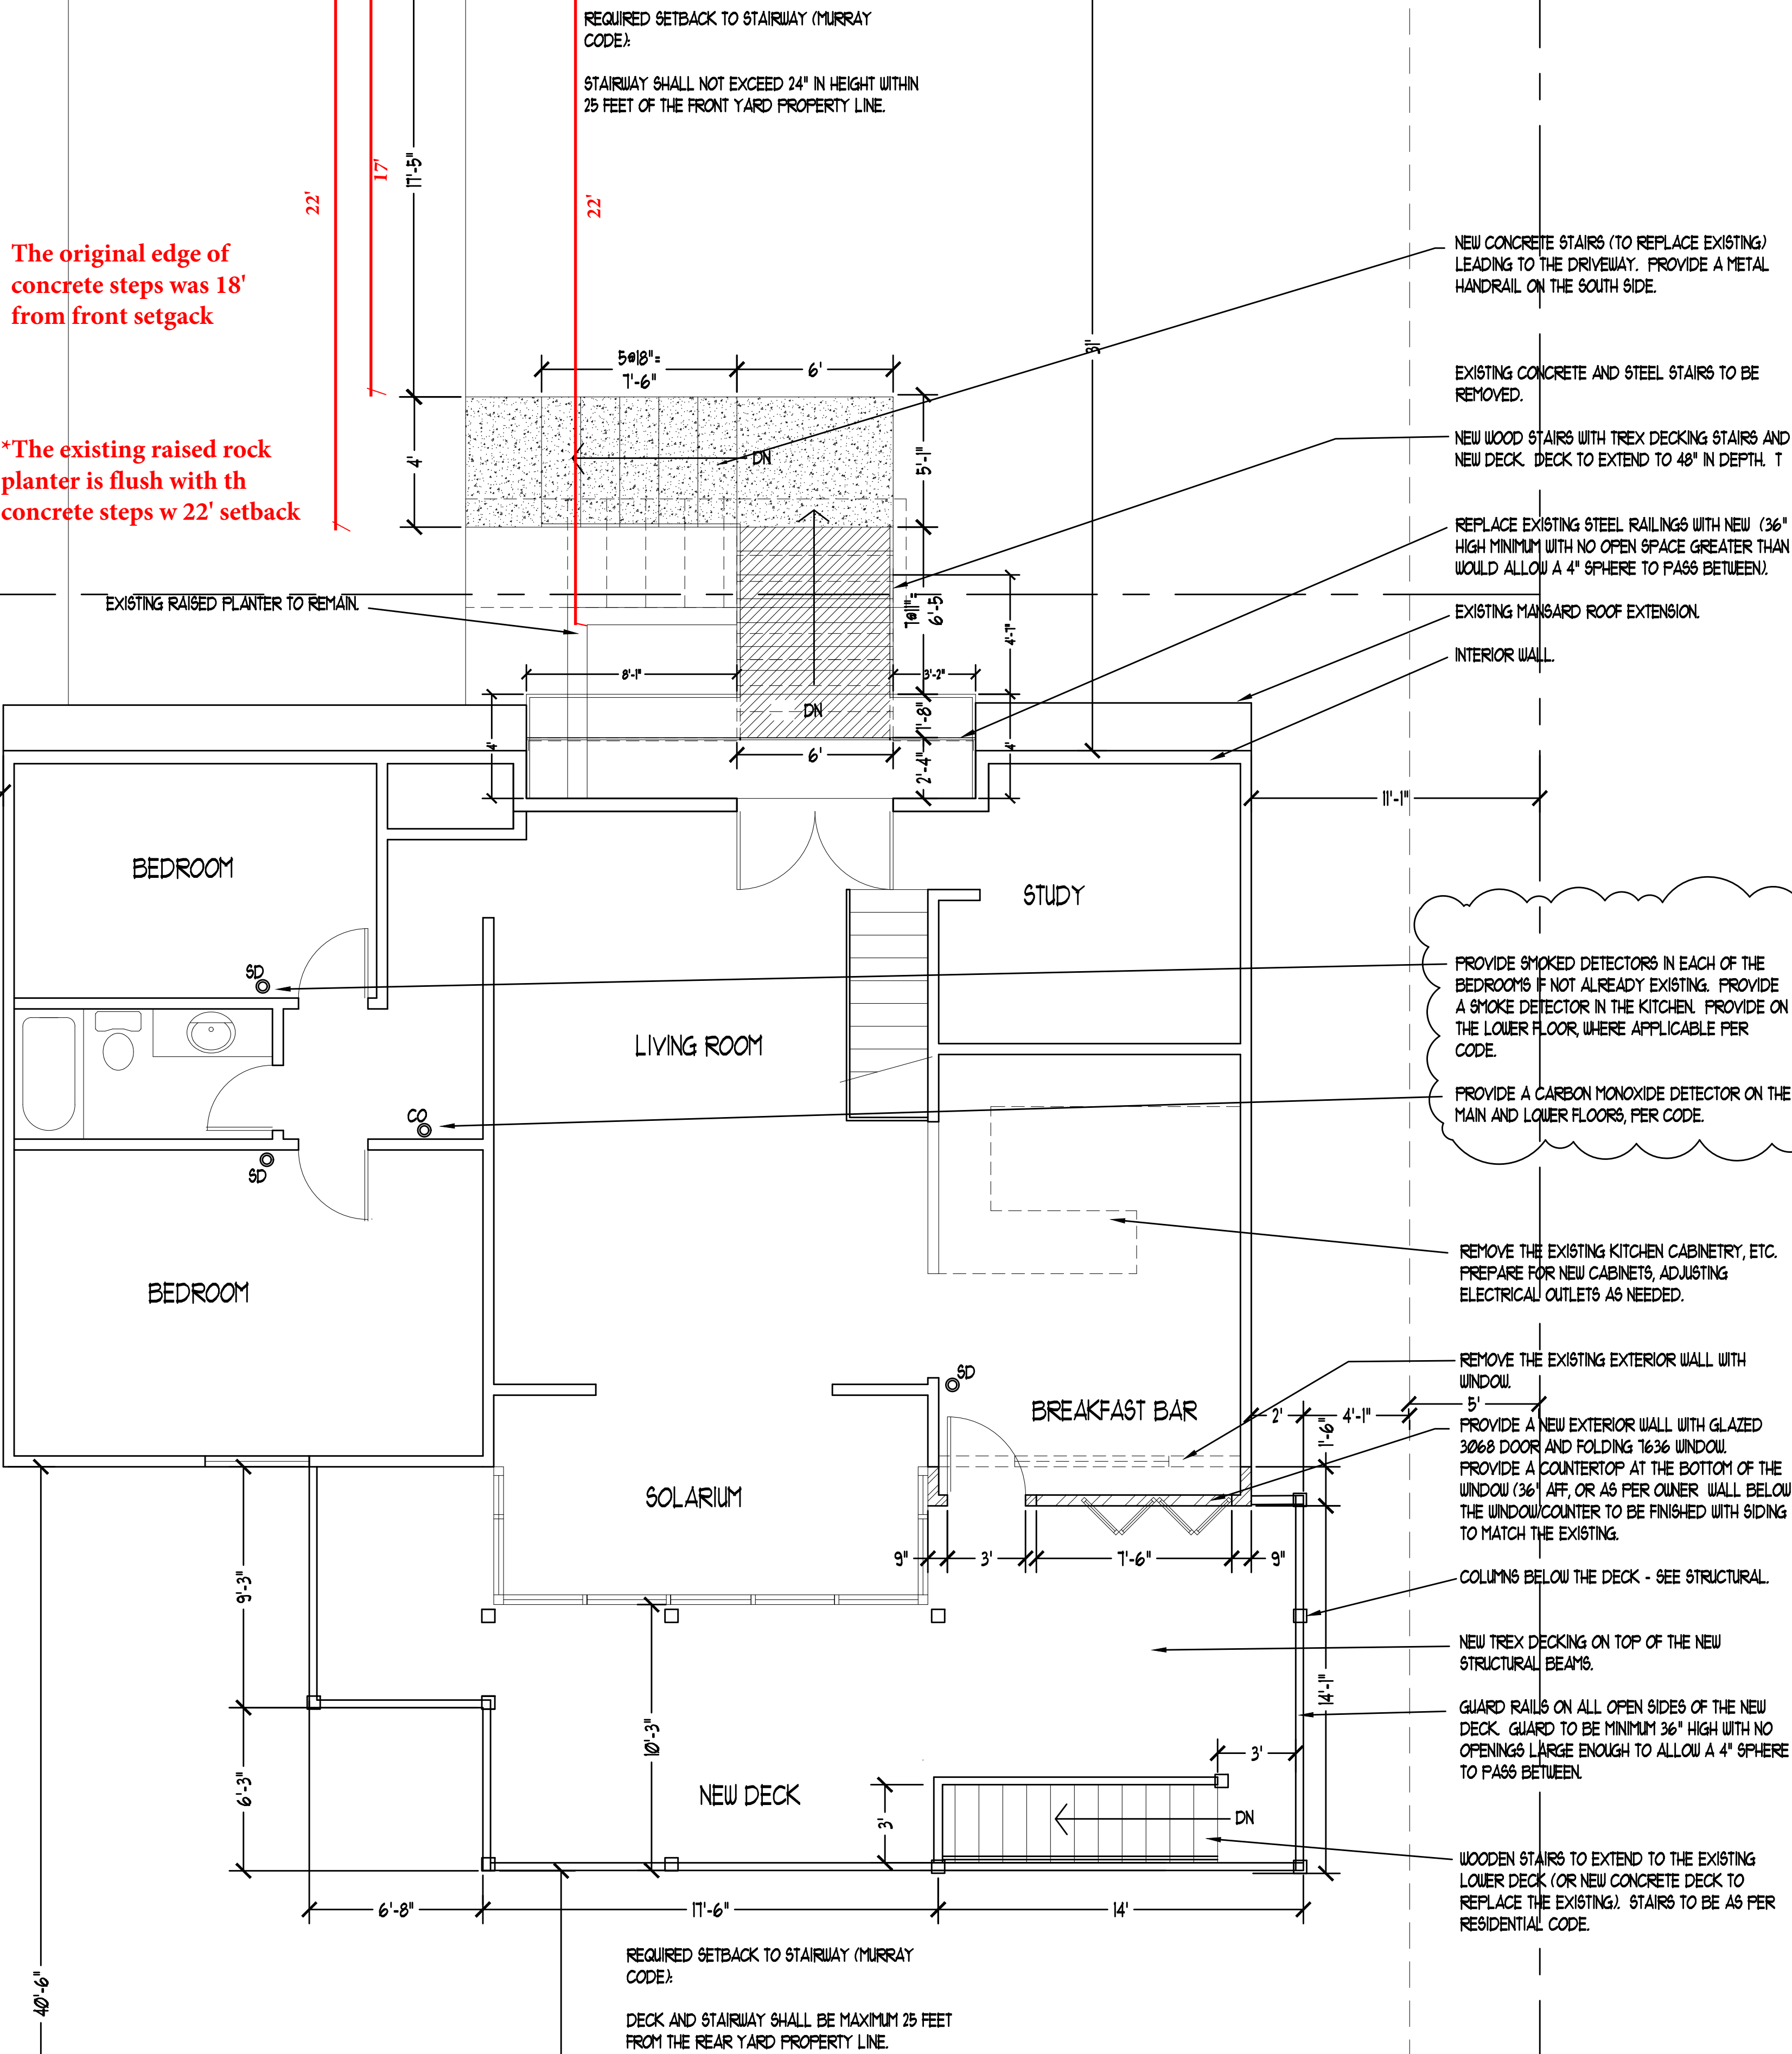 REQUIRED SETBACK TO STAIRWAY (MURRAY
CODE):
STAIRWAY SHALL NOT EXCEED 24" IN HEIGHT WITHIN
25 FEET OF THE FRONT YARD PROPERTY LINE.
22'
17'
17'-5"
22'
31'
The original edge of
concrete steps was 18'
from front setgack
*The existing raised rock
planter is flush with th
concrete steps w 22' setback
NEW CONCRETE STAIRS (TO REPLACE EXISTING)
LEADING TO THE DRIVEWAY. PROVIDE A METAL
HANDRAIL ON THE SOUTH SIDE.
EXISTING CONCRETE AND STEEL STAIRS TO BE
REMOVED.
NEW WOOD STAIRS WITH TREX DECKING STAIRS AND
NEW DECK. DECK TO EXTEND TO 48" IN DEPTH. T
REPLACE EXISTING STEEL RAILINGS WITH NEW (36"
HIGH MINIMUM WITH NO OPEN SPACE GREATER THAN
WOULD ALLOW A 4" SPHERE TO PASS BETWEEN).
EXISTING MANSARD ROOF EXTENSION.
INTERIOR WALL.
5@18"=
7'-6"
6'
4'
DN
5'-1"
EXISTING RAISED PLANTER TO REMAIN.
7@11"=
6'-5
4'-7"
8'-1"
3'-2"
DN
1'-8"
4'
4'
6'
2'-4"
11'-1"
BEDROOM
STUDY
SD
LIVING ROOM
CO
SD
BEDROOM
PROVIDE SMOKED DETECTORS IN EACH OF THE
BEDROOMS IF NOT ALREADY EXISTING. PROVIDE
A SMOKE DETECTOR IN THE KITCHEN. PROVIDE ON
THE LOWER FLOOR, WHERE APPLICABLE PER
CODE.
PROVIDE A CARBON MONOXIDE DETECTOR ON THE
MAIN AND LOWER FLOORS, PER CODE.
REMOVE THE EXISTING KITCHEN CABINETRY, ETC.
PREPARE FOR NEW CABINETS, ADJUSTING
ELECTRICAL OUTLETS AS NEEDED.
REMOVE THE EXISTING EXTERIOR WALL WITH
WINDOW.
SD
BREAKFAST BAR
2'
4'-1"
5'
1'-6"
PROVIDE A NEW EXTERIOR WALL WITH GLAZED
3068 DOOR AND FOLDING 7636 WINDOW.
PROVIDE A COUNTERTOP AT THE BOTTOM OF THE
WINDOW (36' AFF, OR AS PER OWNER WALL BELOW
THE WINDOW/COUNTER TO BE FINISHED WITH SIDING
TO MATCH THE EXISTING.
SOLARIUM
9"
3'
7'-6"
9"
COLUMNS BELOW THE DECK - SEE STRUCTURAL.
9'-3"
NEW TREX DECKING ON TOP OF THE NEW
STRUCTURAL BEAMS.
14'-1"
10'-3"
GUARD RAILS ON ALL OPEN SIDES OF THE NEW
DECK. GUARD TO BE MINIMUM 36" HIGH WITH NO
OPENINGS LARGE ENOUGH TO ALLOW A 4" SPHERE
TO PASS BETWEEN.
3'
6'-3"
NEW DECK
3'
DN
WOODEN STAIRS TO EXTEND TO THE EXISTING
LOWER DECK (OR NEW CONCRETE DECK TO
REPLACE THE EXISTING). STAIRS TO BE AS PER
RESIDENTIAL CODE.
6'-8"
17'-6"
14'
40'-6"
REQUIRED SETBACK TO STAIRWAY (MURRAY
CODE):
DECK AND STAIRWAY SHALL BE MAXIMUM 25 FEET
FROM THE REAR YARD PROPERTY LINE.